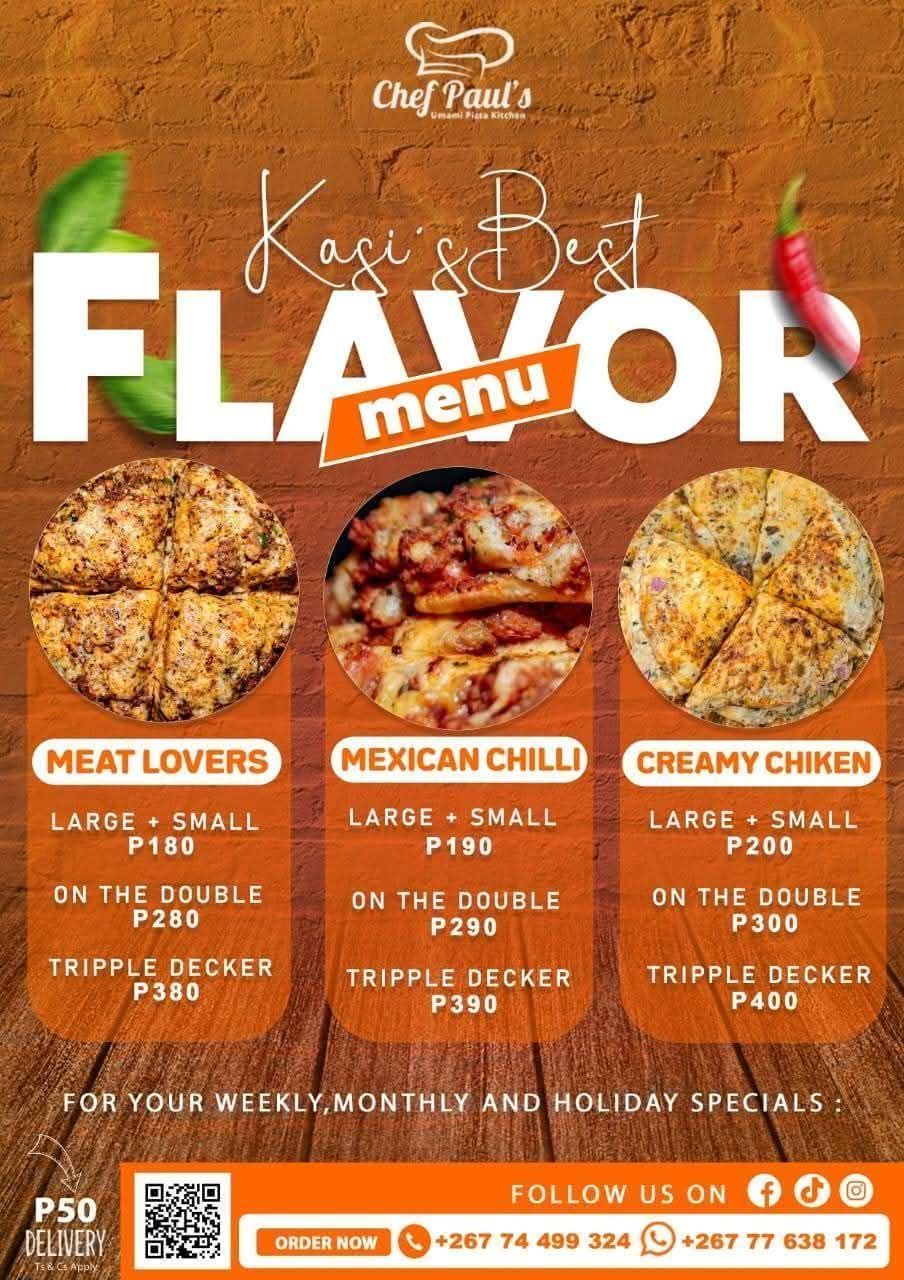 Chef Paul's
Umami Pizza Kitchen
Kasi's Best
FLAVOR
menu
MEAT LOVERS
LARGE + SMALL
P180
ON THE DOUBLE
P280
TRIPPLE DECKER
P380
MEXICAN CHILLI
LARGE + SMALL
P190
ON THE DOUBLE
P290
TRIPPLE DECKER
P390
CREAMY CHIKEN
LARGE + SMALL
P200
ON THE DOUBLE
P300
TRIPPLE DECKER
P400
FOR YOUR WEEKLY,MONTHLY AND HOLIDAY SPECIALS :
P50
DELIVERY
Ts & Cs Apply
FOLLOW US ON
ORDER NOW +267 74 499 324 +267 77 638 172